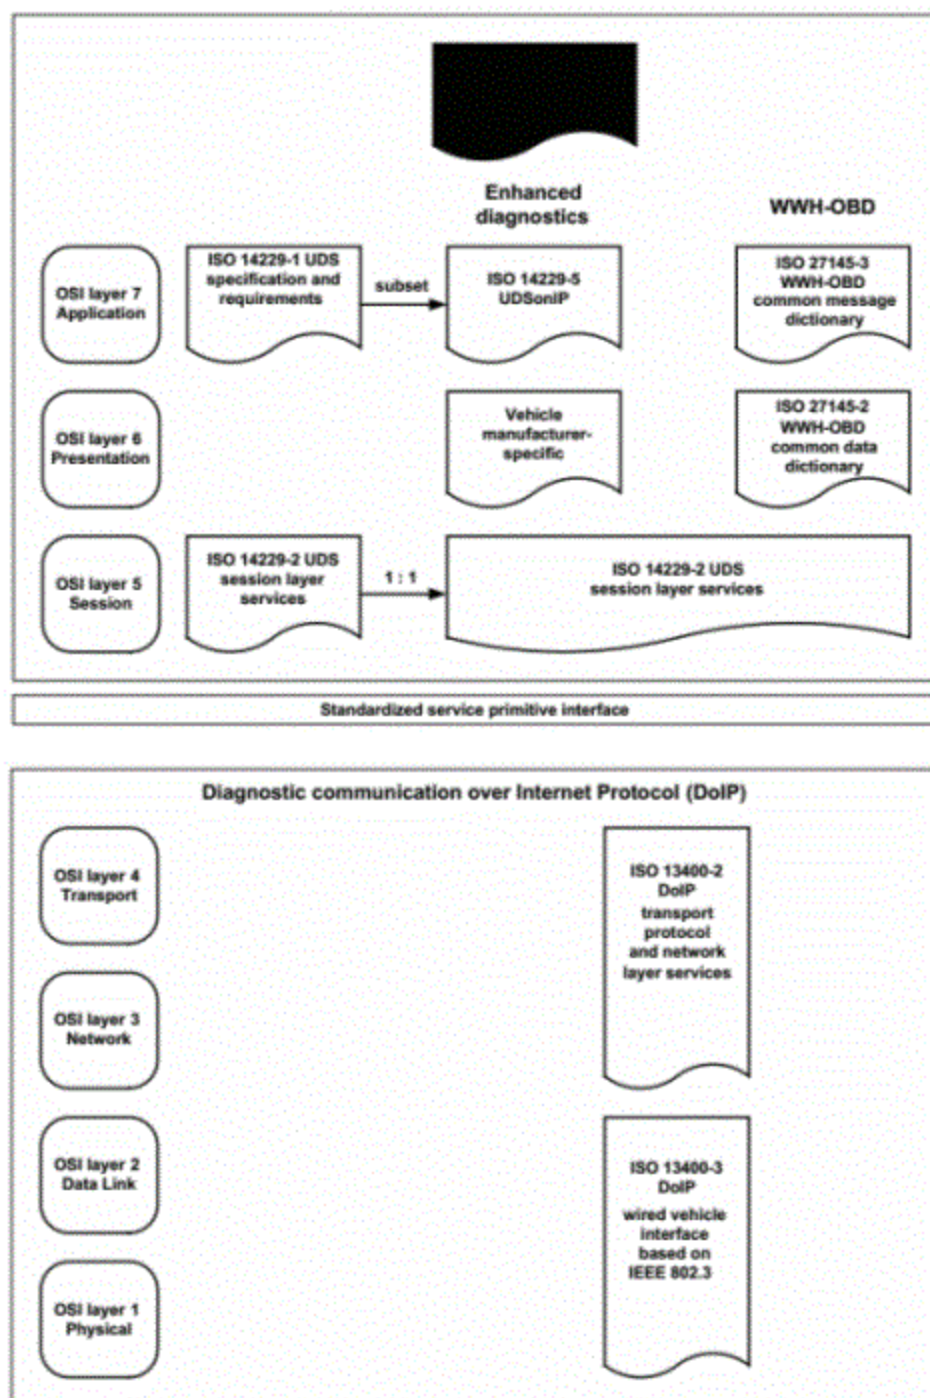 Enhanced
diagnostics
WWH-OBD
OSI layer 7
Application
ISO 14229-1 UDS
specification and
requirements
subset
ISO 14229-5
UDSonIP
ISO 27145-3
WWH-OBD
common message
dictionary
OSI layer 6
Presentation
Vehicle
manufacturer-
specific
ISO 27145-2
WWH-OBD
common data
dictionary
OSI layer 5
Session
ISO 14229-2 UDS
session layer
services
1 : 1
ISO 14229-2 UDS
session layer services
Standardized service primitive interface
Diagnostic communication over Internet Protocol (DoIP)
OSI layer 4
Transport
ISO 13400-2
DoIP
transport
protocol
and network
layer services
OSI layer 3
Network
OSI layer 2
Data Link
ISO 13400-3
DoIP
wired vehicle
interface
based on
IEEE 802.3
OSI layer 1
Physical